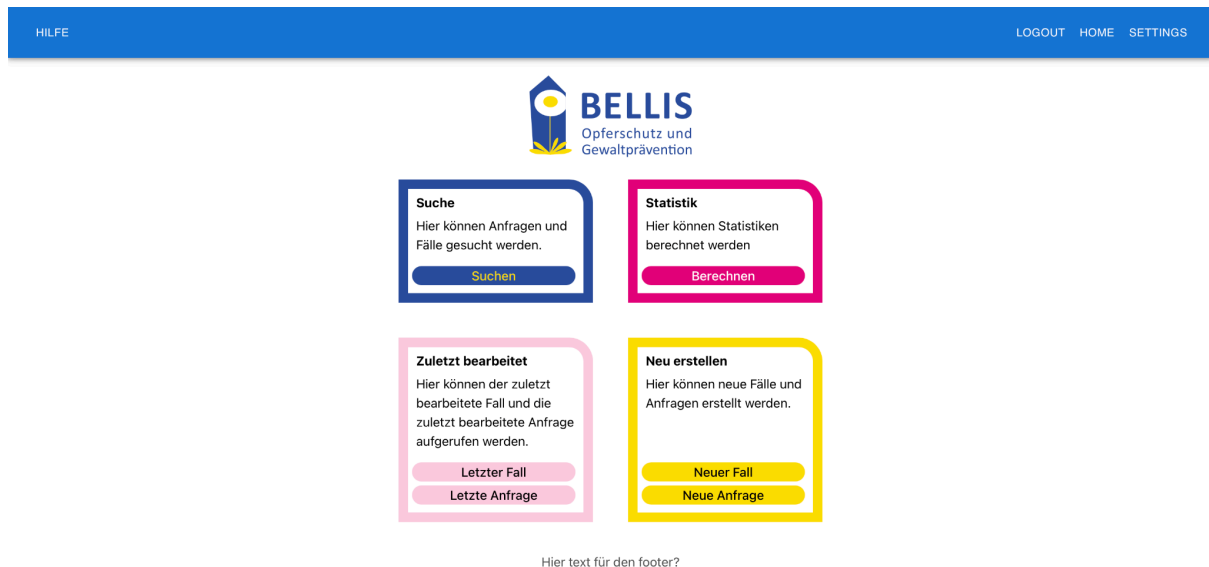 HILFE
LOGOUT HOME SETTINGS
BELLIS
Opferschutz und
Gewaltprävention
Suche
Hier können Anfragen und
Fälle gesucht werden.
Suchen
Statistik
Hier können Statistiken
berechnet werden
Berechnen
Zuletzt bearbeitet
Hier können der zuletzt
bearbeitete Fall und die
zuletzt bearbeitete Anfrage
aufgerufen werden.
Letzter Fall
Letzte Anfrage
Neu erstellen
Hier können neue Fälle und
Anfragen erstellt werden.
Neuer Fall
Neue Anfrage
Hier text für den footer?